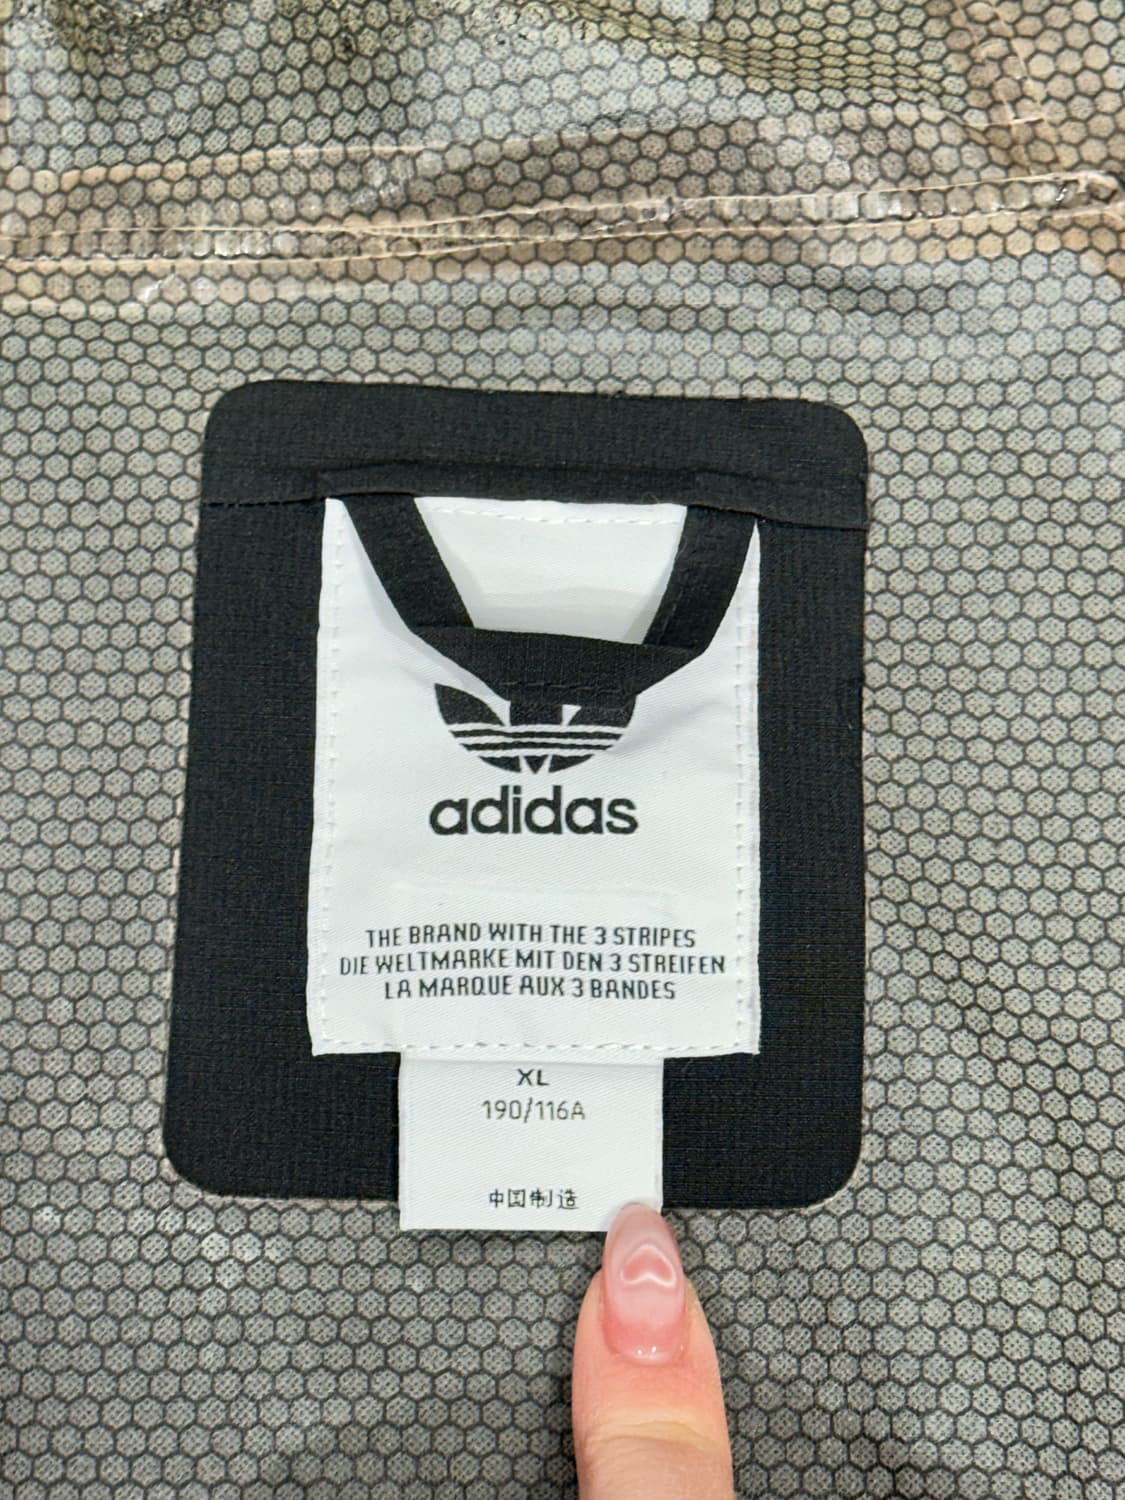 adidas
THE BRAND WITH THE 3 STRIPES
DIE WELTMARKE MIT DEN 3 STREIFEN
LA MARQUE AUX 3 BANDES
XL
190/116A
中国制造